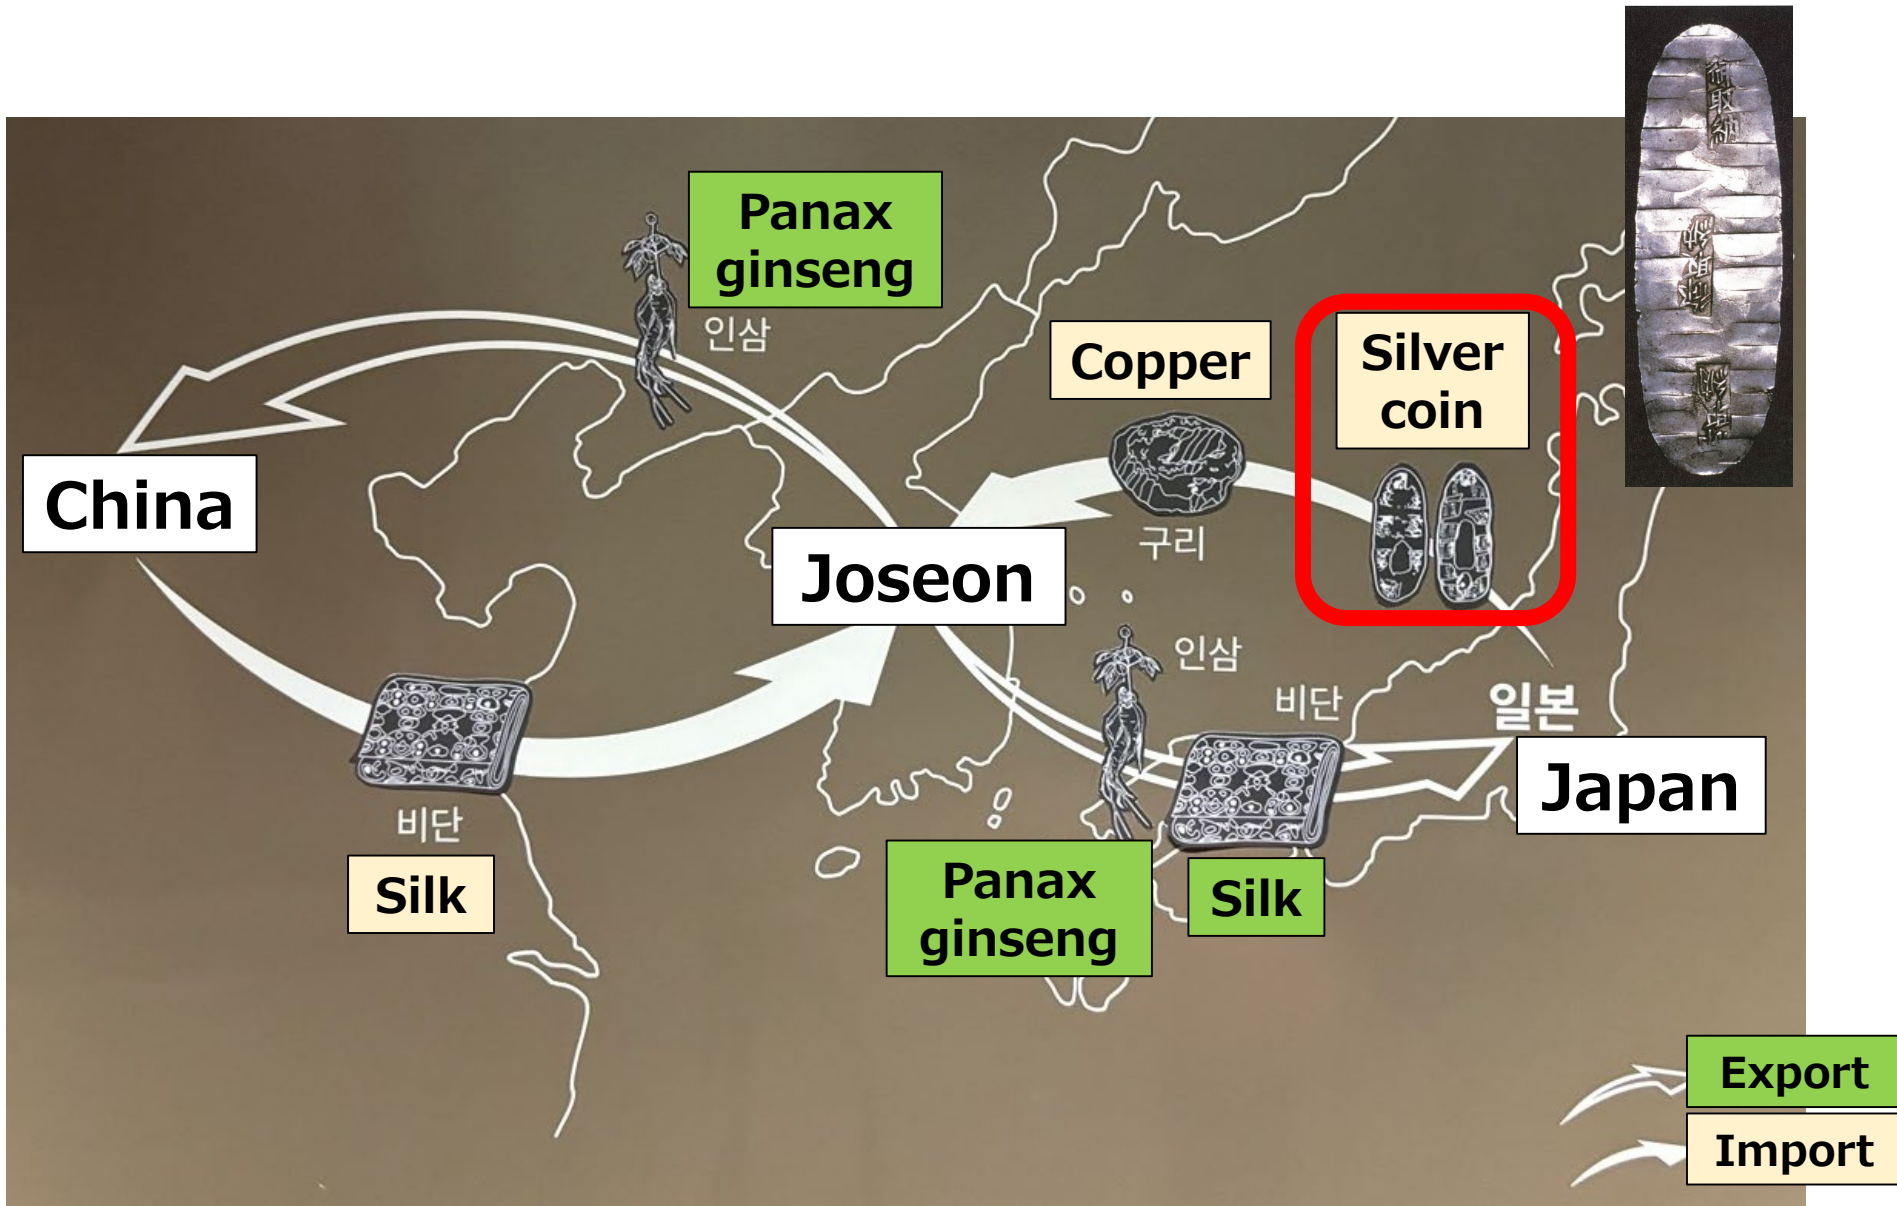 Panax
ginseng
인삼
Copper
구리
Silver
coin
China
Joseon
인삼
비단
일본
Japan
비단
Silk
Panax
ginseng
Silk
Export
Import